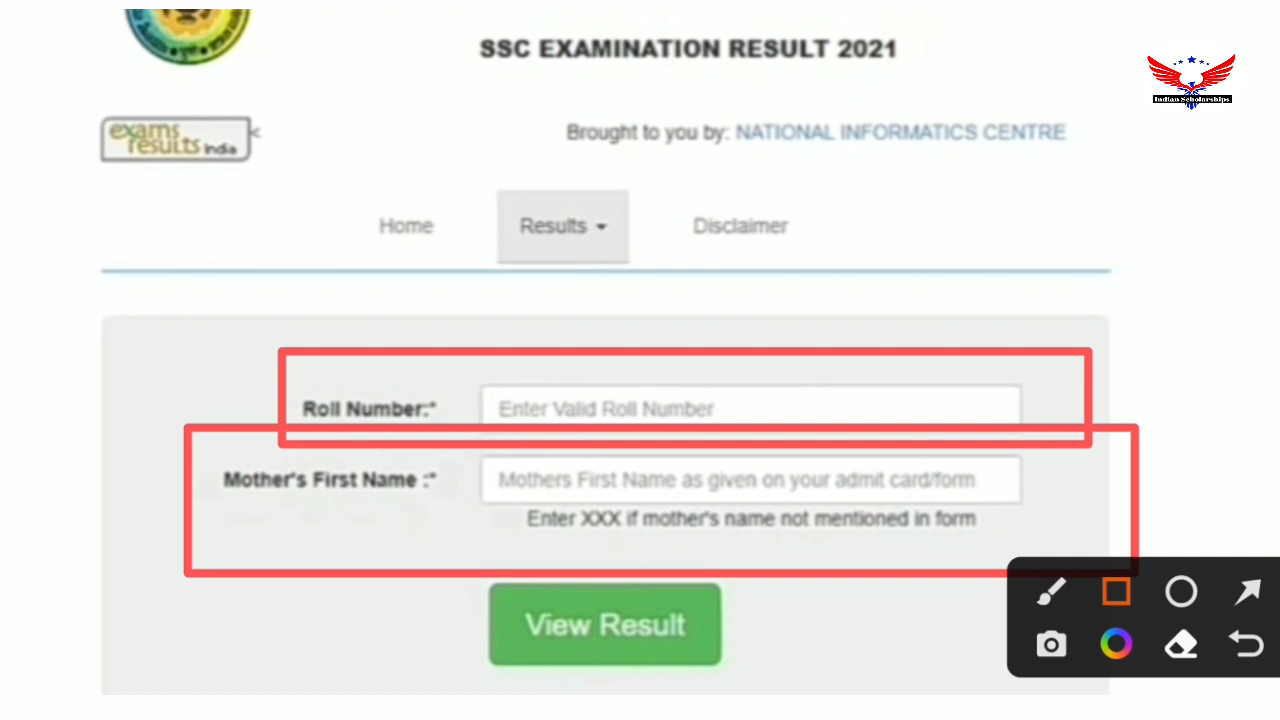 SSC EXAMINATION RESULT 2021
Indian Scholarships
exams
results india
<
Brought to you by: NATIONAL INFORMATICS CENTRE
Home
Results
Disclaimer
Roll Number:*
Enter Valid Roll Number
Mother's First Name :*
Mothers First Name as given on your admit card/form
Enter XXX if mother's name not mentioned in form
View Result